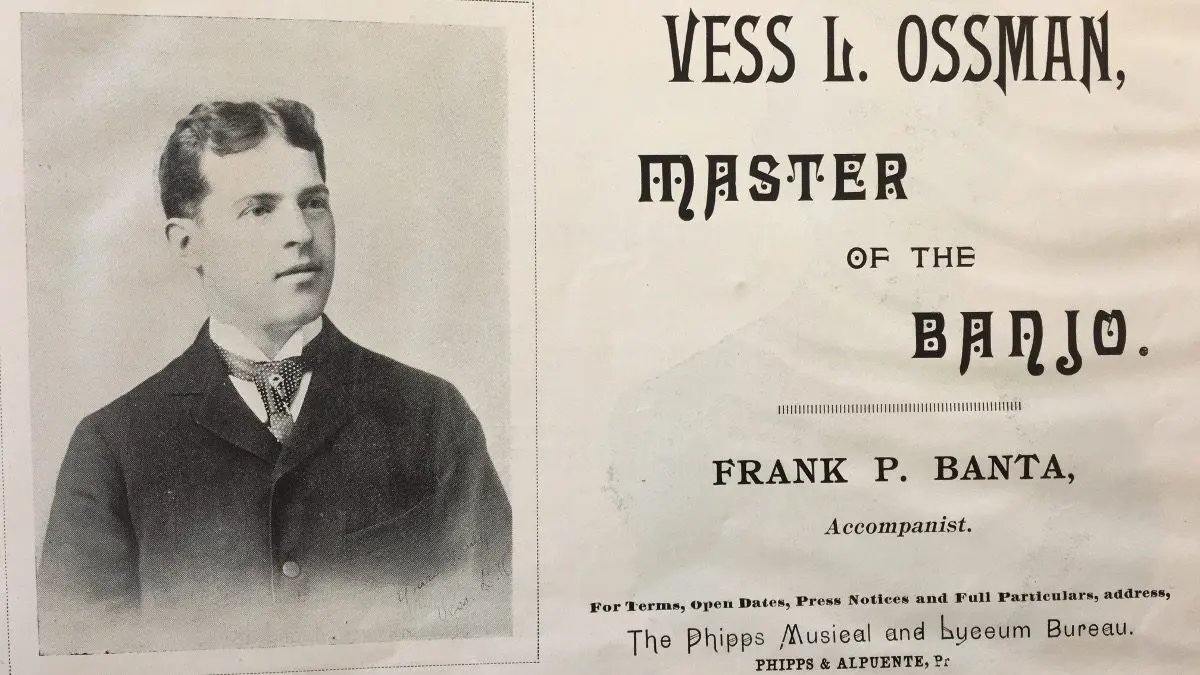 VESS L. OSSMAN,
MASTER
OF THE
BANJO.
FRANK P. BANTA,
Accompanist.
For Terms, Open Dates, Press Notices and Full Particulars, address,
The Phipps Musical and Lyceum Bureau.
PHIPPS & ALPUENTE, Pr